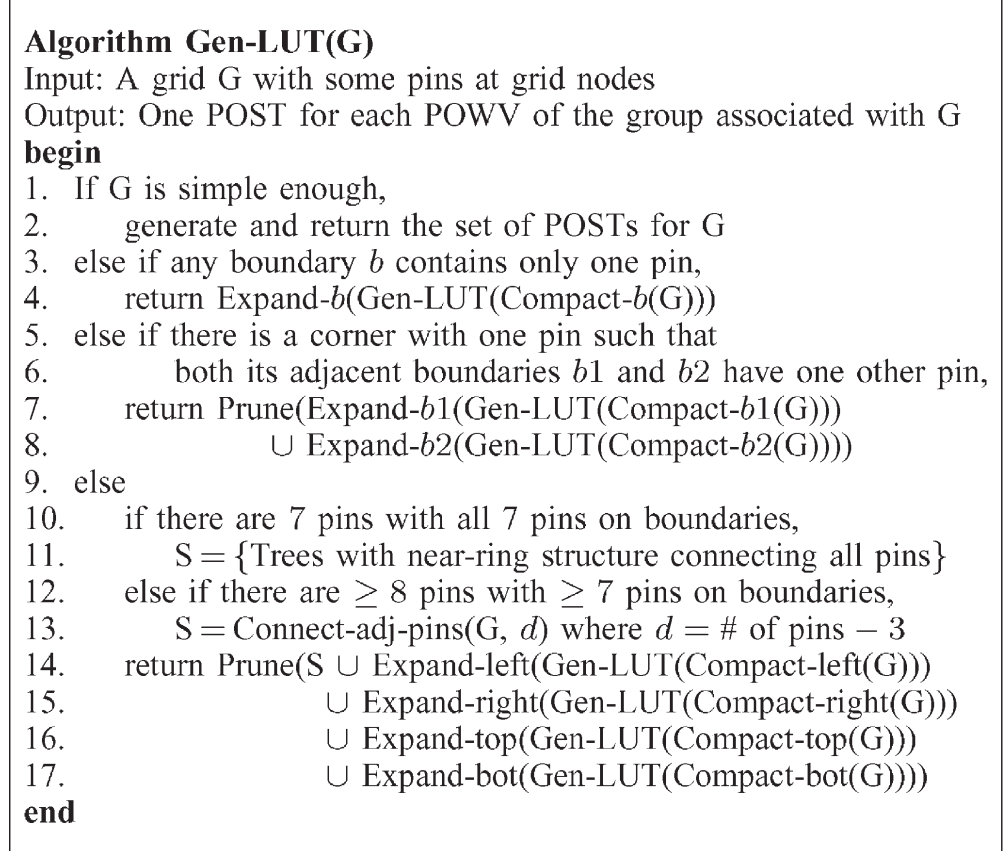 Algorithm Gen-LUT(G)
Input: A grid G with some pins at grid nodes
Output: One POST for each POWV of the group associated with G
begin
1. If G is simple enough,
2. generate and return the set of POSTs for G
3. else if any boundary b contains only one pin,
4. return Expand-b(Gen-LUT(Compact-b(G)))
5. else if there is a corner with one pin such that
6. both its adjacent boundaries b1 and b2 have one other pin,
7. return Prune(Expand-b1(Gen-LUT(Compact-b1(G)))
8. ∪ Expand-b2(Gen-LUT(Compact-b2(G))))
9. else
10. if there are 7 pins with all 7 pins on boundaries,
11. S = {Trees with near-ring structure connecting all pins}
12. else if there are ≥ 8 pins with ≥ 7 pins on boundaries,
13. S = Connect-adj-pins(G, d) where d = # of pins − 3
14. return Prune(S ∪ Expand-left(Gen-LUT(Compact-left(G)))
15. ∪ Expand-right(Gen-LUT(Compact-right(G)))
16. ∪ Expand-top(Gen-LUT(Compact-top(G)))
17. ∪ Expand-bot(Gen-LUT(Compact-bot(G))))
end